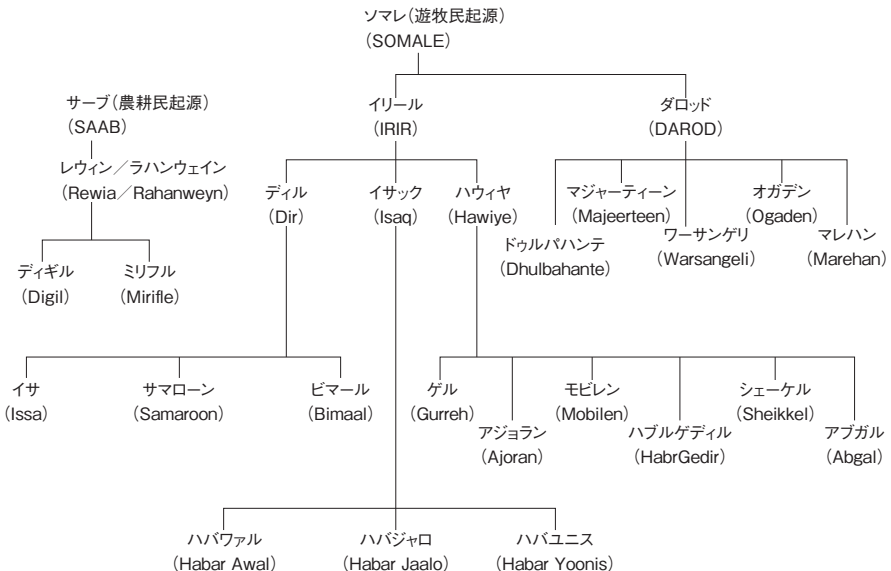 ソマレ（遊牧民起源）
（SOMALE）
サーブ（農耕民起源）
（SAAB）
イリール
（IRIR）
ダロッド
（DAROD）
レウィン／ラハンウェイン
（Rewia／Rahanweyn）
ディル
（Dir）
イサック
（Isaq）
ハウィヤ
（Hawiye）
マジャーティーン
（Majeerteen）
オガデン
（Ogaden）
ドゥルバハンテ
（Dhulbahante）
ワーサンゲリ
（Warsangeli）
マレハン
（Marehan）
ディギル
（Digil）
ミリフル
（Mirifle）
イサ
（Issa）
サマローン
（Samaroon）
ビマール
（Bimaal）
ゲル
（Gurreh）
モビレン
（Mobilen）
シェーケル
（Sheikkel）
アジョラン
（Ajoran）
ハブルゲディル
（HabrGedir）
アブガル
（Abgal）
ハバワァル
（Habar Awal）
ハバジャロ
（Habar Jaalo）
ハバユニス
（Habar Yoonis）